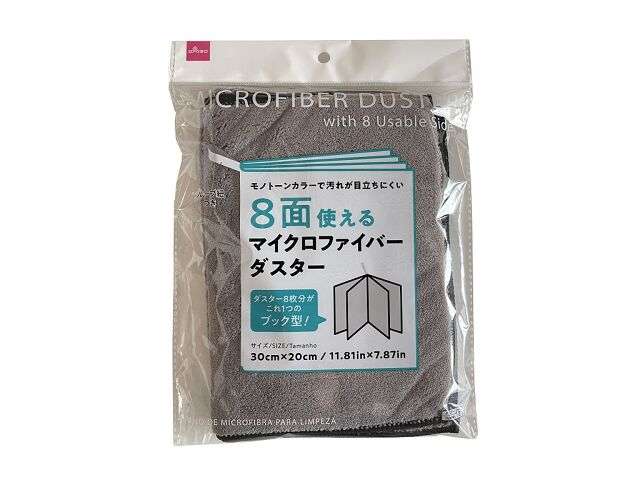 DAISO
MICROFIBER DUST
with 8 Usable Side
モノトーンカラーで汚れが目立ちにくい
8面使える
マイクロファイバー
ダスター
ダスター8枚分が
これ1つの
ブック型!
サイズ/SIZE/Tamanho
30cm×20cm / 11.81in×7.87in
DE MICROFIBRA PARA LIMPEZA